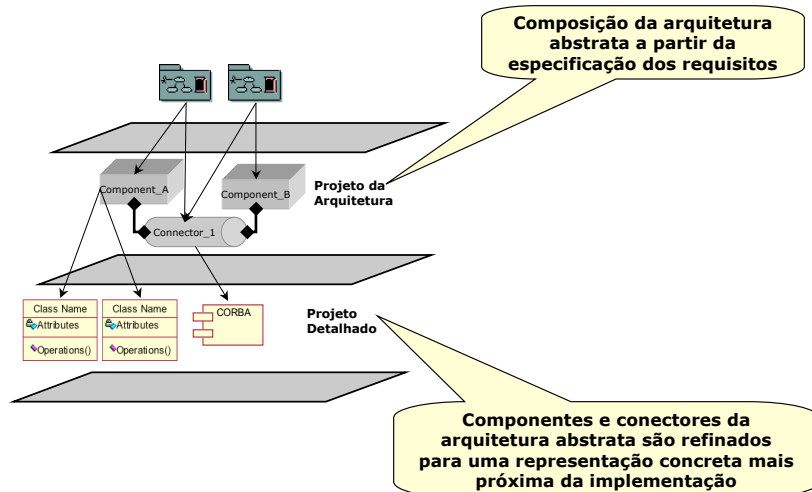 Composição da arquitetura
abstrata a partir da
especificação dos requisitos
Component_A
Component_B
Projeto da
Arquitetura
Connector_1
Class Name
Attributes
Operations()
Class Name
Attributes
Operations()
CORBA
Projeto
Detalhado
Componentes e conectores da
arquitetura abstrata são refinados
para uma representação concreta mais
próxima da implementação